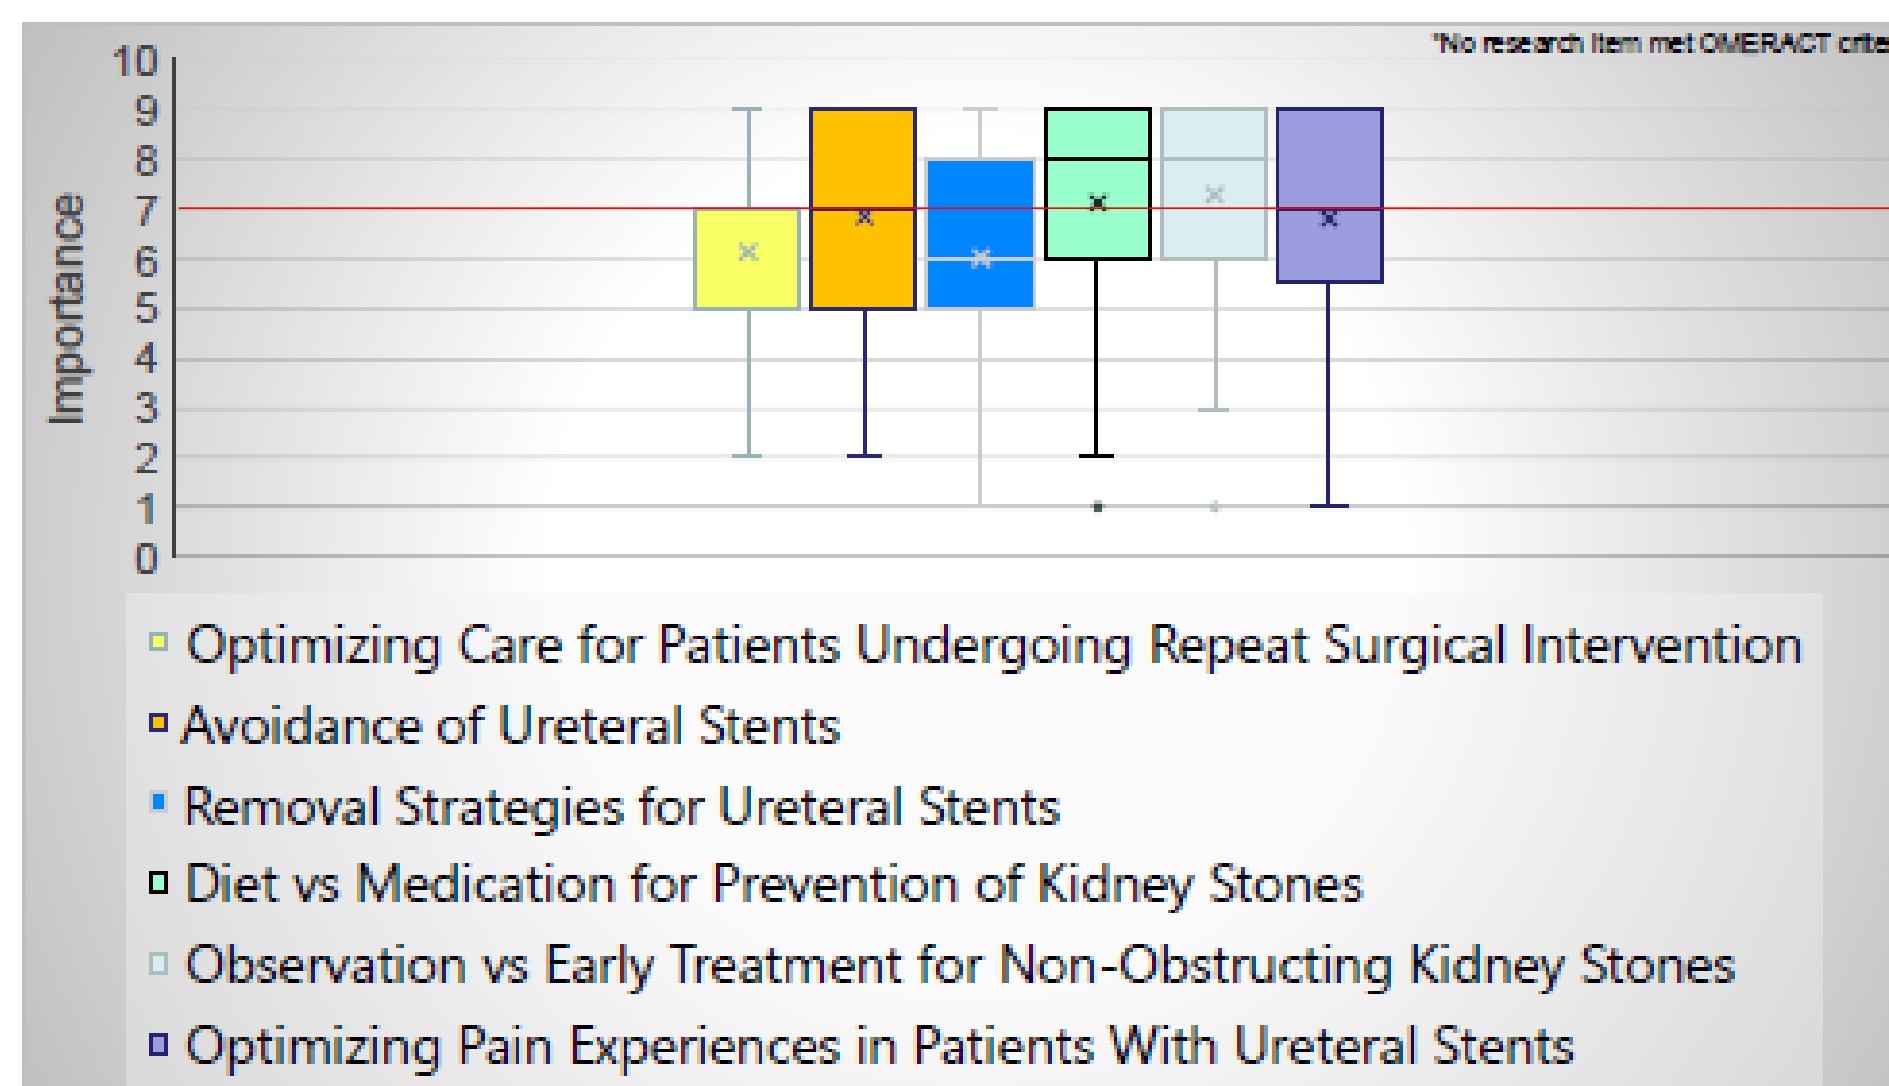 *No research item met OMERACT
10
9
8
7
6
5
4
3
2
1
0
Importance
Optimizing Care for Patients Undergoing Repeat Surgical Intervention
Avoidance of Ureteral Stents
Removal Strategies for Ureteral Stents
Diet vs Medication for Prevention of Kidney Stones
Observation vs Early Treatment for Non-Obstructing Kidney Stones
Optimizing Pain Experiences in Patients With Ureteral Stents